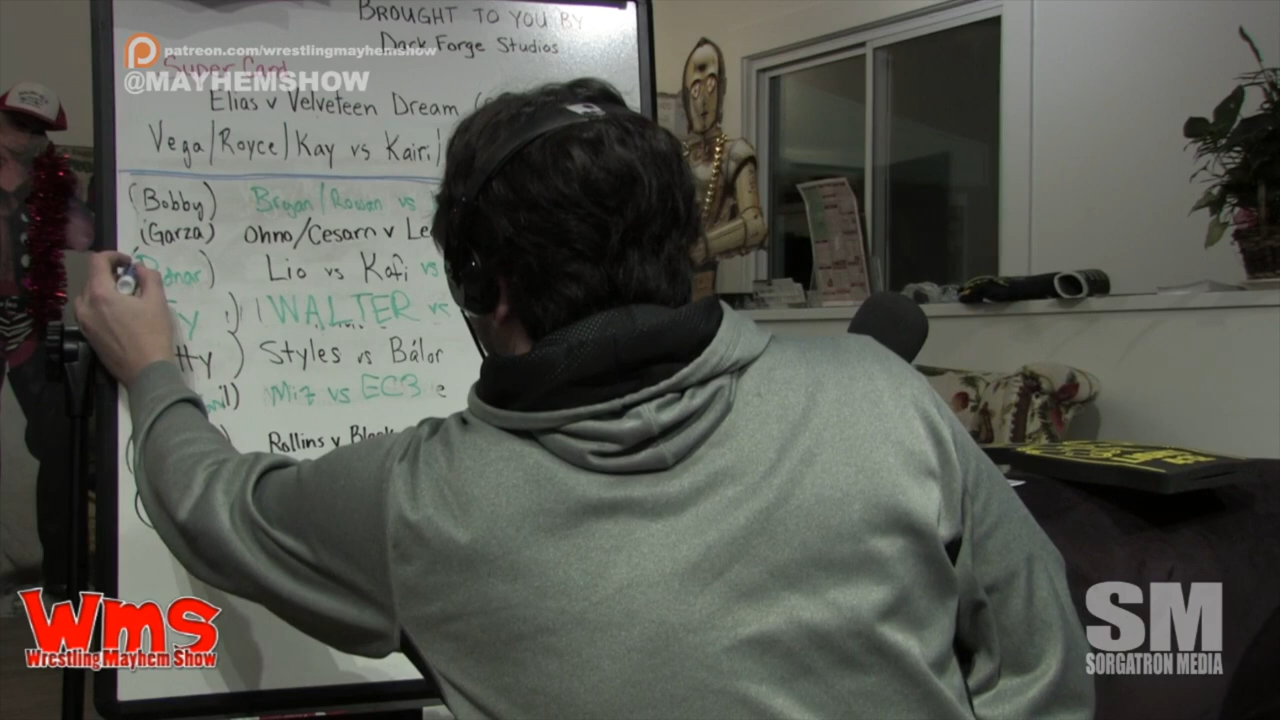 BROUGHT TO YOU BY
Dark Forge Studios
patreon.com/wrestlingmayhemshow
Super Card
@MAYHEMSHOW
Elias v Velveteen Dream (
Vega/Royce/Kay vs Kairi/
(Bobby) Bryan/Rowan vs
(Garza) Ohno/Cesaro v Le
Lio vs Kofi vs
WALTER vs
Styles vs Bálor
Miz vs EC3 e
Rollins v Black
WMS
Wrestling Mayhem Show
SM
SORGATRON MEDIA